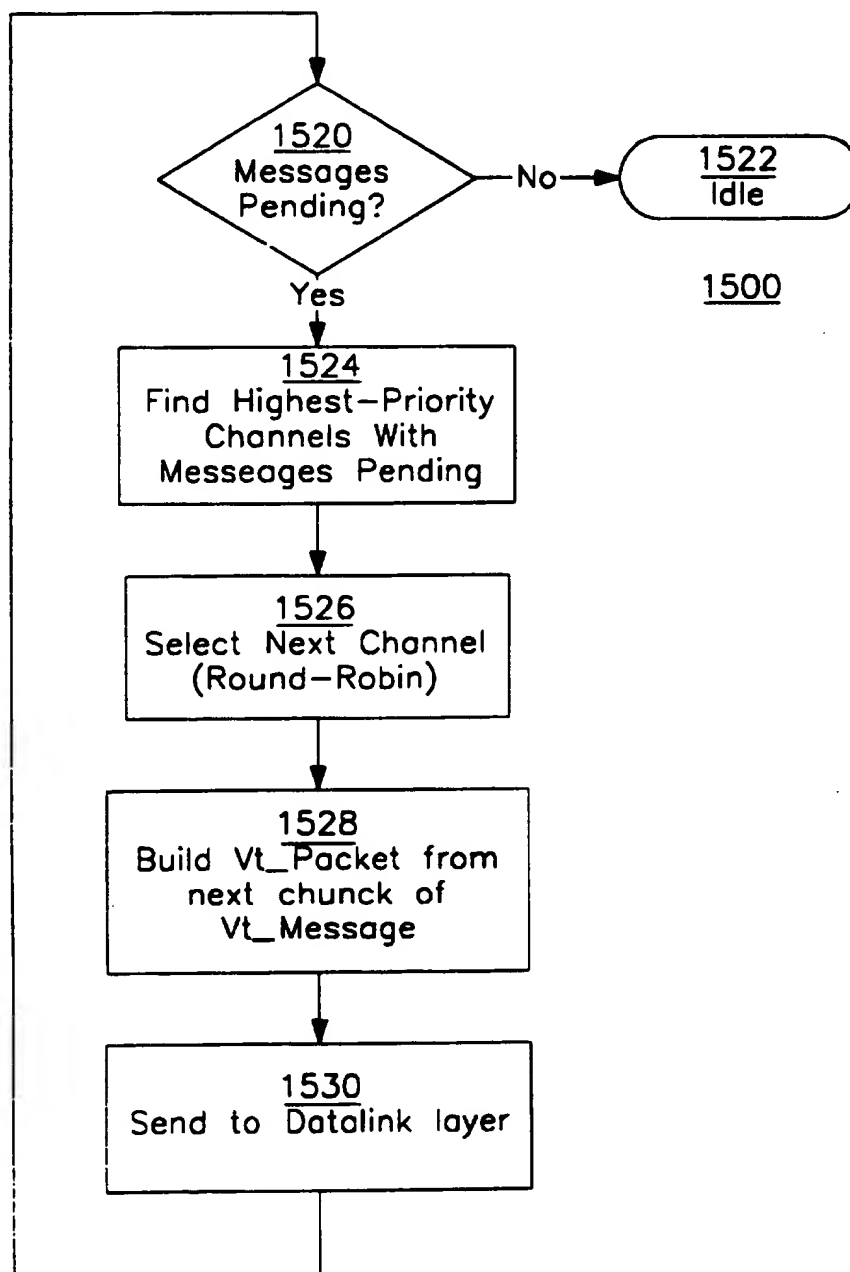 1520
Messages
Pending?
No
1522
Idle
Yes
1500
1524
Find Highest-Priority
Channels With
Messeages Pending
1526
Select Next Channel
(Round-Robin)
1528
Build Vt_Packet from
next chunck of
Vt_Message
1530
Send to Datalink layer